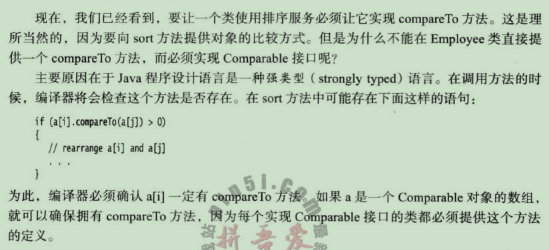 现在，我们已经看到，要让一个类使用排序服务必须让它实现 compareTo 方法。这是理
所当然的，因为要向 sort 方法提供对象的比较方式。但是为什么不能在 Employee 类直接提
供一个 compareTo 方法，而必须实现 Comparable 接口呢？
主要原因在于 Java 程序设计语言是一种强类型（strongly typed）语言。在调用方法的时
候，编译器将会检查这个方法是否存在。在 sort 方法中可能存在下面这样的语句：
if (a[i].compareTo(a[j]) > 0)
{
// rearrange a[i] and a[j]
. . .
}
为此，编译器必须确认 a[i] 一定有 compareTo 方法。如果 a 是一个 Comparable 对象的数组，
就可以确保拥有 compareTo 方法，因为每个实现 Comparable 接口的类都必须提供这个方法
的定义。